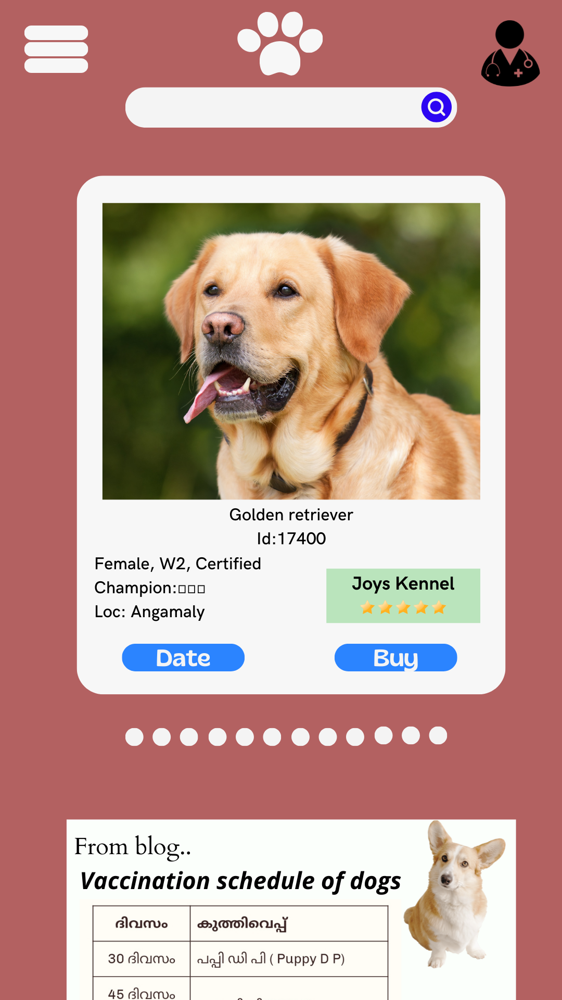 Golden retriever
Id:17400
Female, W2, Certified
Champion:□□□
Loc: Angamaly
Joys Kennel
⭐⭐⭐⭐⭐
Date
Buy
From blog..
Vaccination schedule of dogs
ദിവസം കുത്തിവെപ്പ്
30 ദിവസം പപ്പി ഡി പി ( Puppy D P)
45 ദിവസം